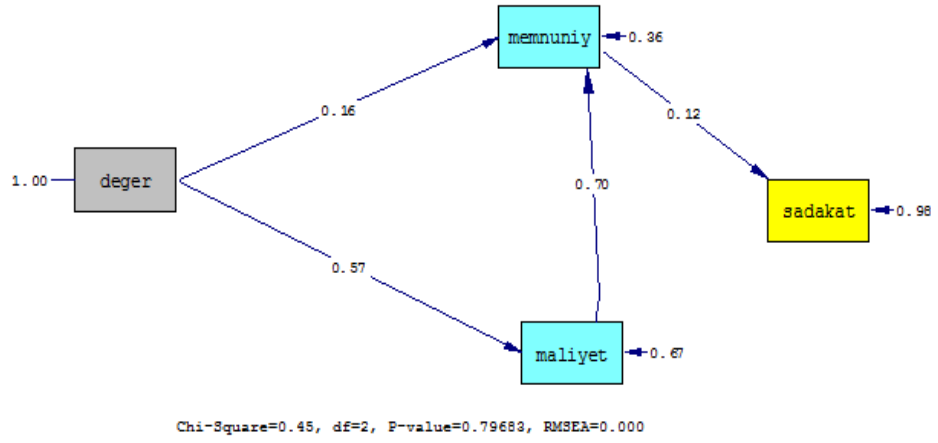 memnuniy
0.36
0.16
0.12
1.00
deger
0.70
sadakat
0.98
0.57
maliyet
0.67
Chi-Square=0.45, df=2, P-value=0.79683, RMSEA=0.000